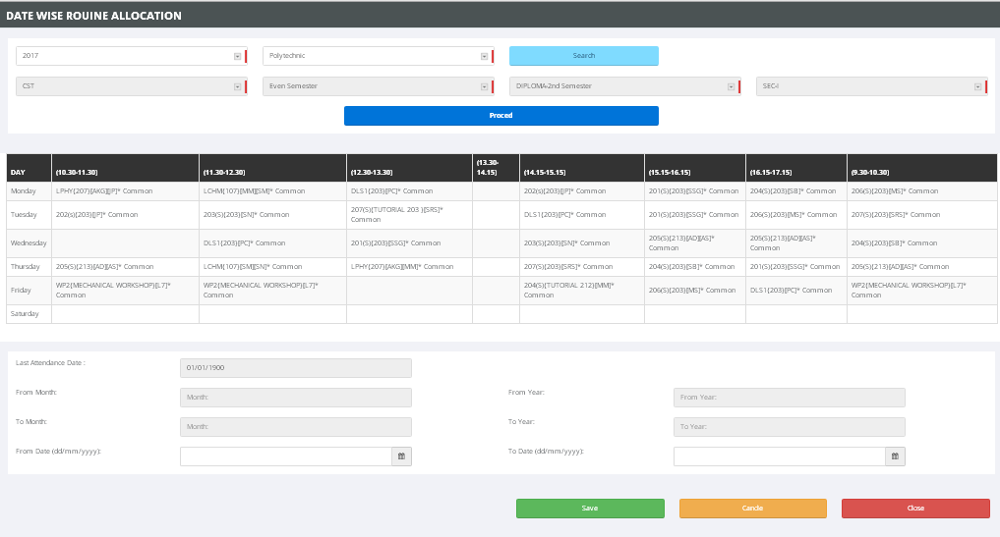 DATE WISE ROUINE ALLOCATION
2017 Polytechnic Search
CST Even Semester DIPLOMA-2nd Semester SEC-I
Proced
DAY (10.30-11.30) (11.30-12.30) (12.30-13.30) (13.30-14.15) (14.15-15.15) (15.15-16.15) (16.15-17.15) (9.30-10.30)
Monday LPHY{207}[AKG][JP]* Common LCHM{107}[MM][SM]* Common DLS1{203}[PC]* Common 202(s){203}[JP]* Common 201(S){203}[SSG]* Common 204(S){203}[SB]* Common 206(S){203}[MS]* Common
Tuesday 202(s){203}[JP]* Common 203(S){203}[SN]* Common 207(S){TUTORIAL 203 }[SRS]* Common DLS1{203}[PC]* Common 201(S){203}[SSG]* Common 206(S){203}[MS]* Common 207(S){203}[SRS]* Common
Wednesday DLS1{203}[PC]* Common 201(S){203}[SSG]* Common 203(S){203}[SN]* Common 205(S){213}[AD][AS]* Common 205(S){213}[AD][AS]* Common 204(S){203}[SB]* Common
Thursday 205(S){213}[AD][AS]* Common LCHM{107}[SM][SN]* Common LPHY{207}[AKG][MM]* Common 207(S){203}[SRS]* Common 204(S){203}[SB]* Common 201(S){203}[SSG]* Common 205(S){213}[AD][AS]* Common
Friday WP2{MECHANICAL WORKSHOP}[L7]* Common WP2{MECHANICAL WORKSHOP}[L7]* Common 204(S){TUTORIAL 212}[MM]* Common 206(S){203}[MS]* Common DLS1{203}[PC]* Common WP2{MECHANICAL WORKSHOP}[L7]* Common
Saturday
Last Attendance Date : 01/01/1900
From Month: Month: From Year: From Year:
To Month: Month: To Year: To Year:
From Date (dd/mm/yyyy): To Date (dd/mm/yyyy):
Save Cancle Close